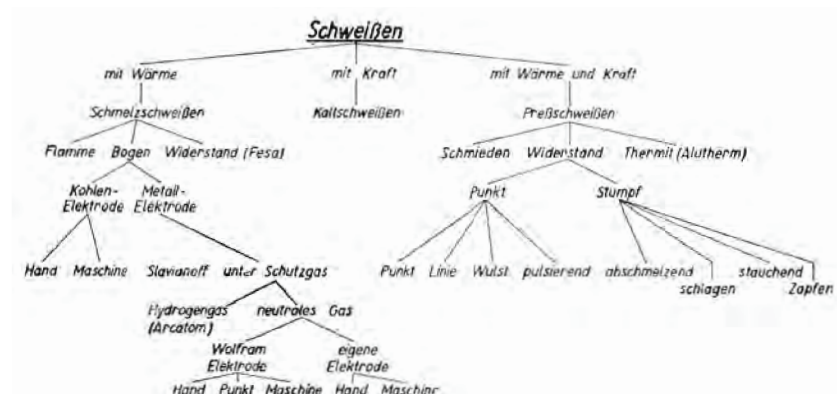 Schweißen
mit Wärme mit Kraft mit Wärme und Kraft
Schmelzschweißen Kaltschweißen Preßschweißen
Flamme Bogen Widerstand (Fesa) Schmieden Widerstand Thermit (Alutherm)
Kohlen- Metall- Punkt Stumpf
Elektrode Elektrode
Hand Maschine Slavianoff unter Schutzgas Punkt Linie Wulst pulsierend abschmelzend stauchend
schlagen Zapfen
Hydrogengas neutrales Gas
(Arcatom)
Wolfram eigene
Elektrode Elektrode
Hand Punkt Maschine Hand Maschine